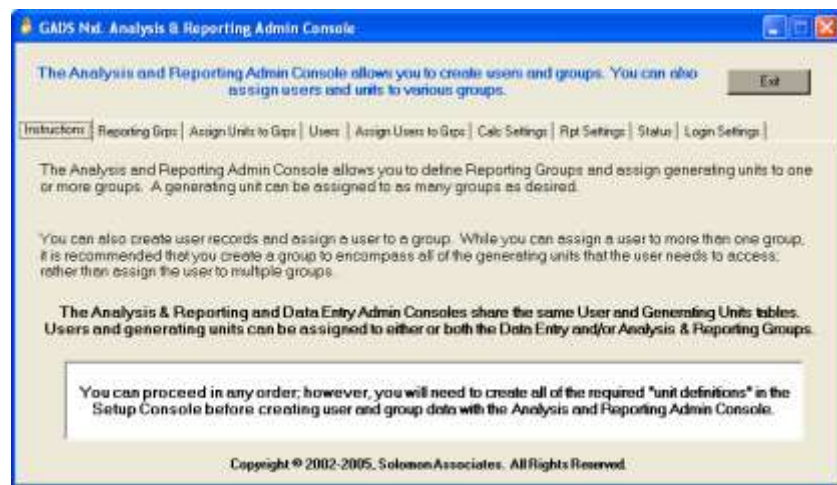 GADS NxL Analysis & Reporting Admin Console
The Analysis and Reporting Admin Console allows you to create users and groups. You can also
assign users and units to various groups.
Exit
Instructions Reporting Grps Assign Units to Grps Users Assign Users to Grps Calc Settings Rpt Settings Status Login Settings
The Analysis and Reporting Admin Console allows you to define Reporting Groups and assign generating units to one
or more groups. A generating unit can be assigned to as many groups as desired.
You can also create user records and assign a user to a group. While you can assign a user to more than one group,
it is recommended that you create a group to encompass all of the generating units that the user needs to access;
rather than assign the user to multiple groups.
The Analysis & Reporting and Data Entry Admin Consoles share the same User and Generating Units tables.
Users and generating units can be assigned to either or both the Data Entry and/or Analysis & Reporting Groups.
You can proceed in any order; however, you will need to create all of the required "unit definitions" in the
Setup Console before creating user and group data with the Analysis and Reporting Admin Console.
Copyright © 2002-2005, Solomon Associates. All Rights Reserved.